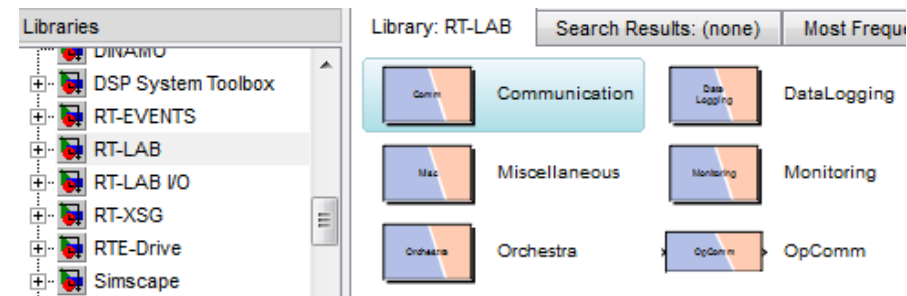 Libraries
Library: RT-LAB
Search Results: (none)
Most Freque
DINAMO
DSP System Toolbox
RT-EVENTS
RT-LAB
RT-LAB I/O
RT-XSG
RTE-Drive
Simscape
Comm
Communication
Data
Logging
DataLogging
Misc
Miscellaneous
Monitoring
Monitoring
Orchestra
Orchestra
OpComm
OpComm